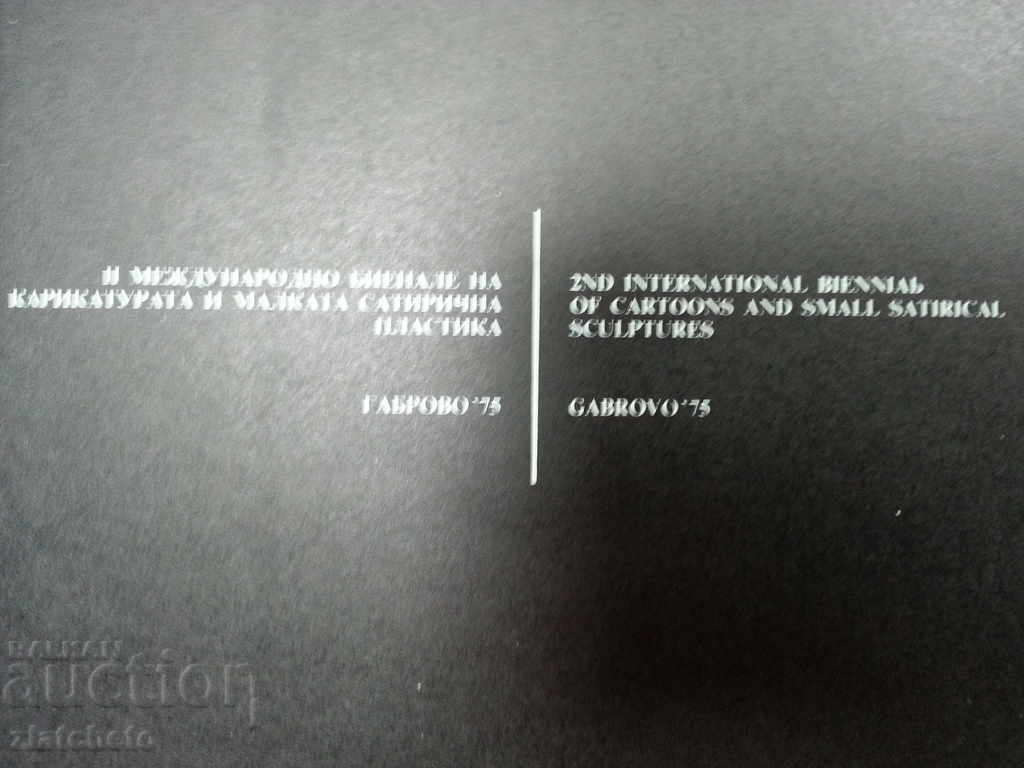 II МЕЖДУНАРОДНО БИЕНАЛЕ НА
КАРИКАТУРАТА И МАЛКАТА САТИРИЧНА
ПЛАСТИКА
ГАБРОВО '75
2ND INTERNATIONAL BIENNIAL
OF CARTOONS AND SMALL SATIRICAL
SCULPTURES
GABROVO '75
BALKAN
auction
zlatcheto